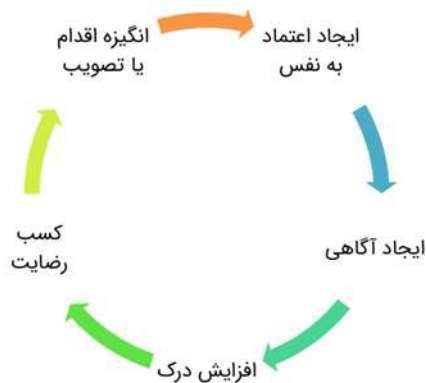 ایجاد اعتماد
به نفس
ایجاد آگاهی
افزایش درک
کسب
رضایت
انگیزه اقدام
یا تصویب